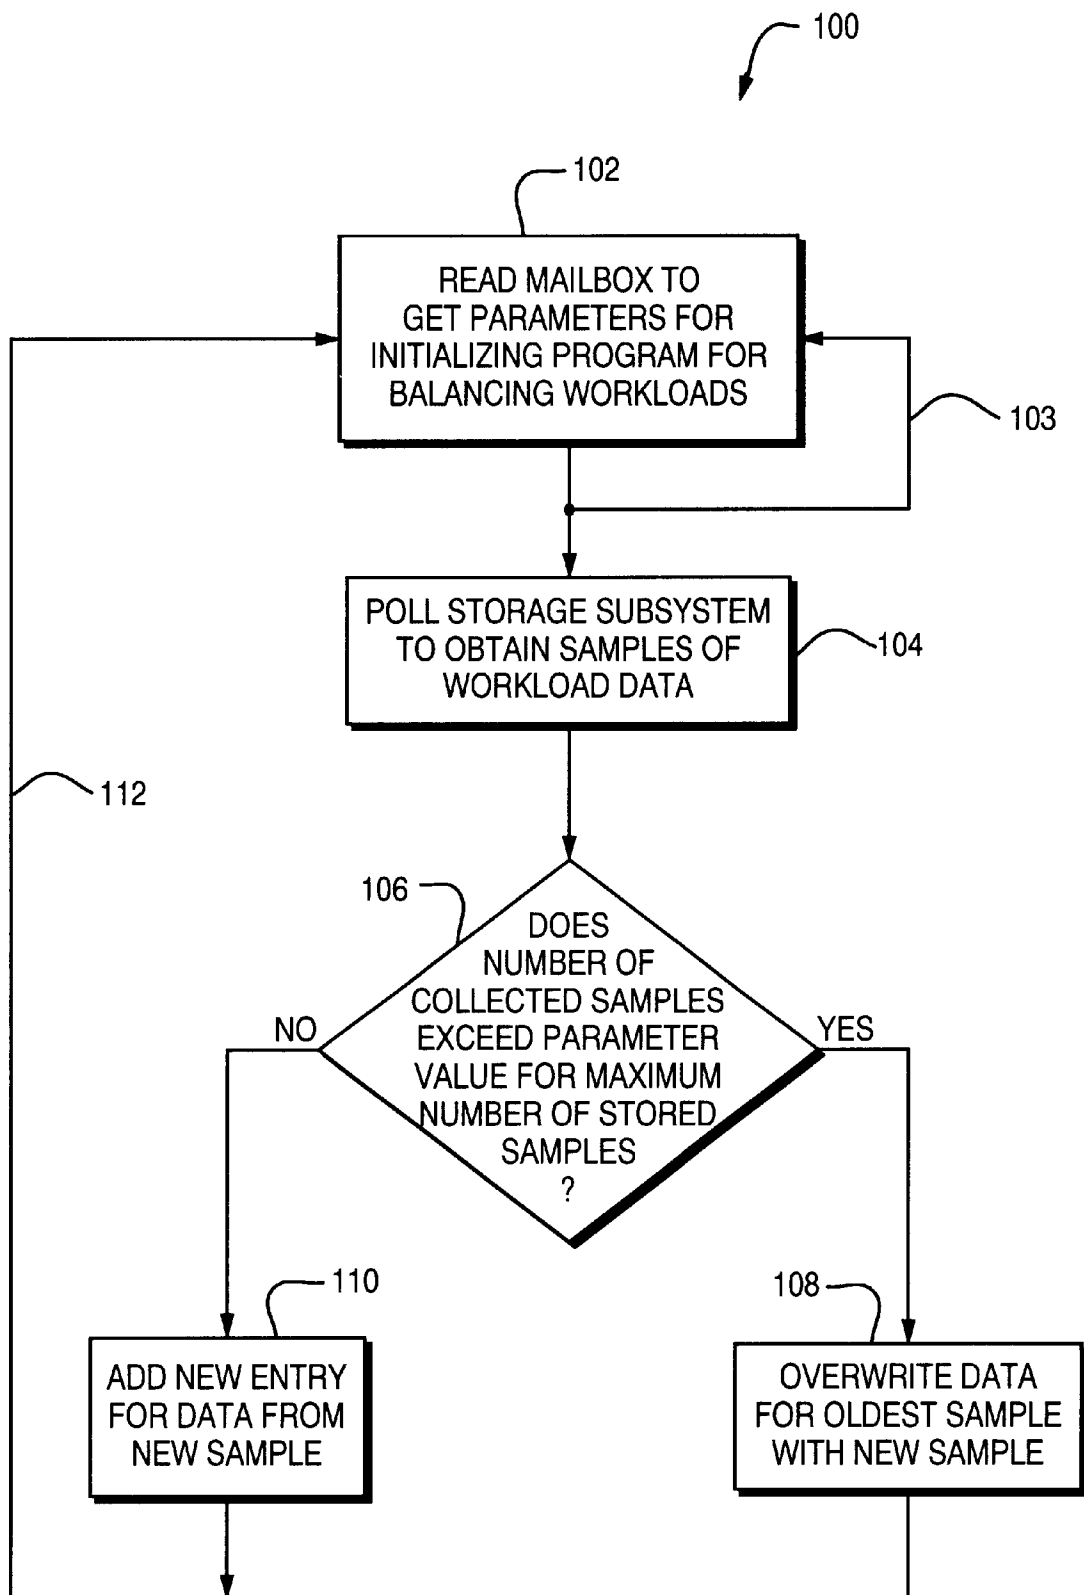 100
102
READ MAILBOX TO
GET PARAMETERS FOR
INITIALIZING PROGRAM FOR
BALANCING WORKLOADS
103
POLL STORAGE SUBSYSTEM
TO OBTAIN SAMPLES OF
WORKLOAD DATA
104
112
106
DOES
NUMBER OF
COLLECTED SAMPLES
EXCEED PARAMETER
VALUE FOR MAXIMUM
NUMBER OF STORED
SAMPLES
?
NO
YES
110
ADD NEW ENTRY
FOR DATA FROM
NEW SAMPLE
108
OVERWRITE DATA
FOR OLDEST SAMPLE
WITH NEW SAMPLE